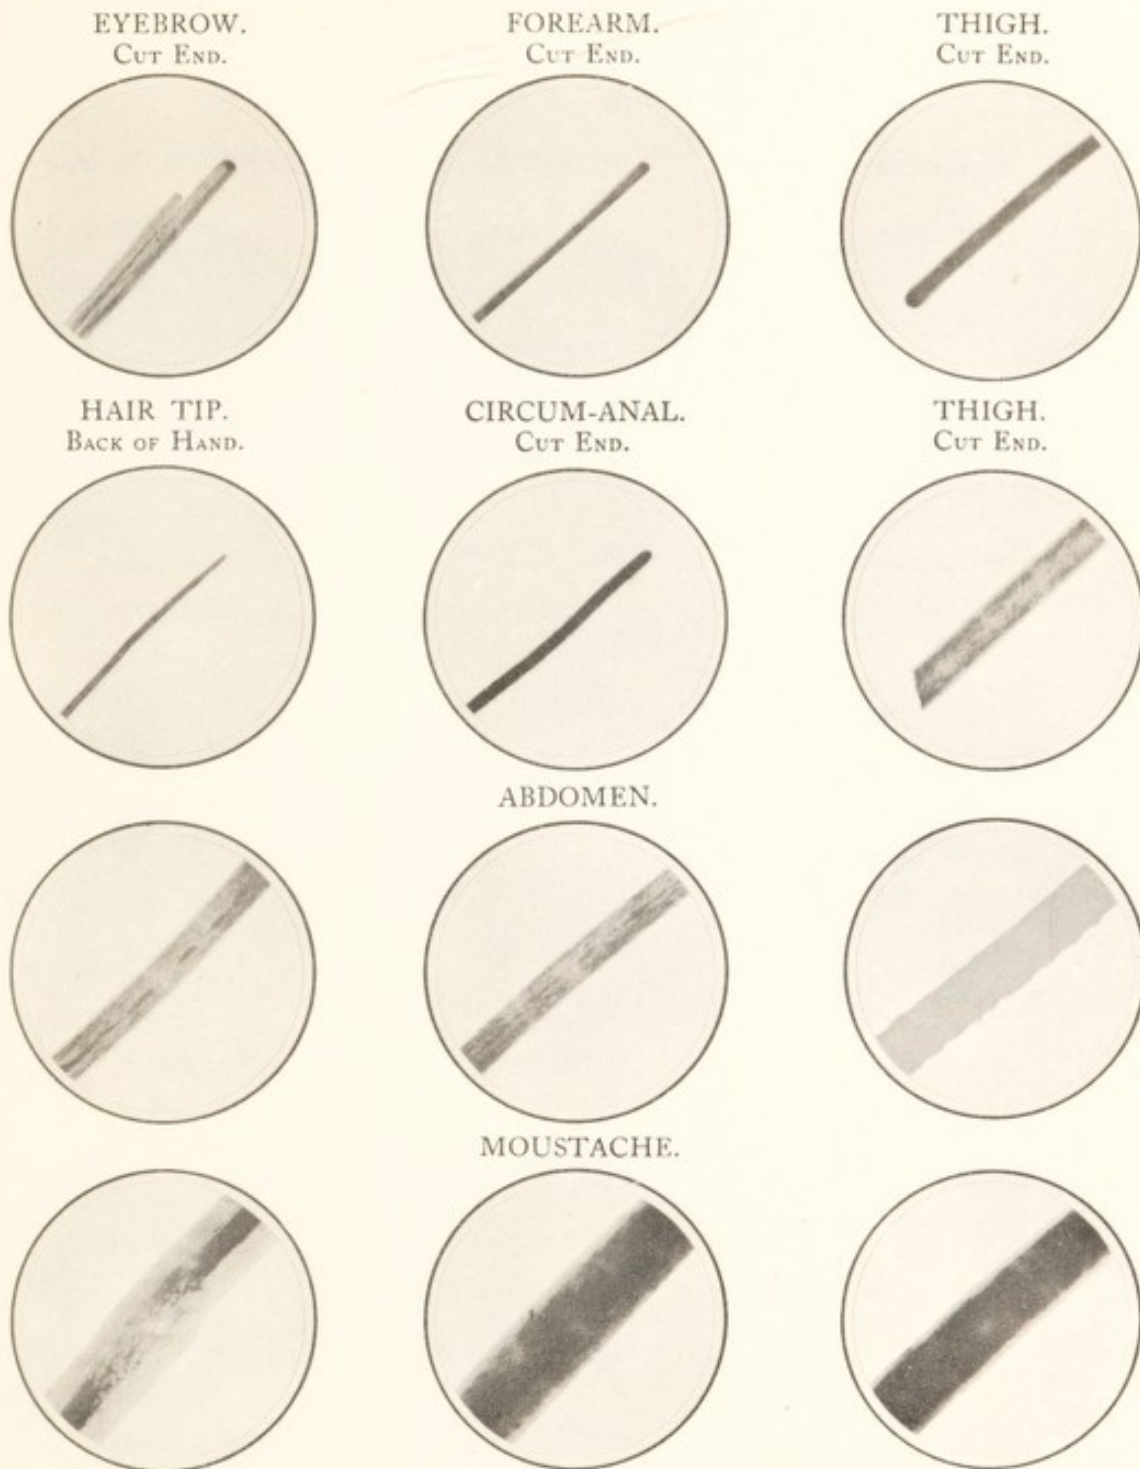 EYEBROW.
CUT END.
FOREARM.
CUT END.
THIGH.
CUT END.
HAIR TIP.
BACK OF HAND.
CIRCUM-ANAL.
CUT END.
THIGH.
CUT END.
ABDOMEN.
MOUSTACHE.